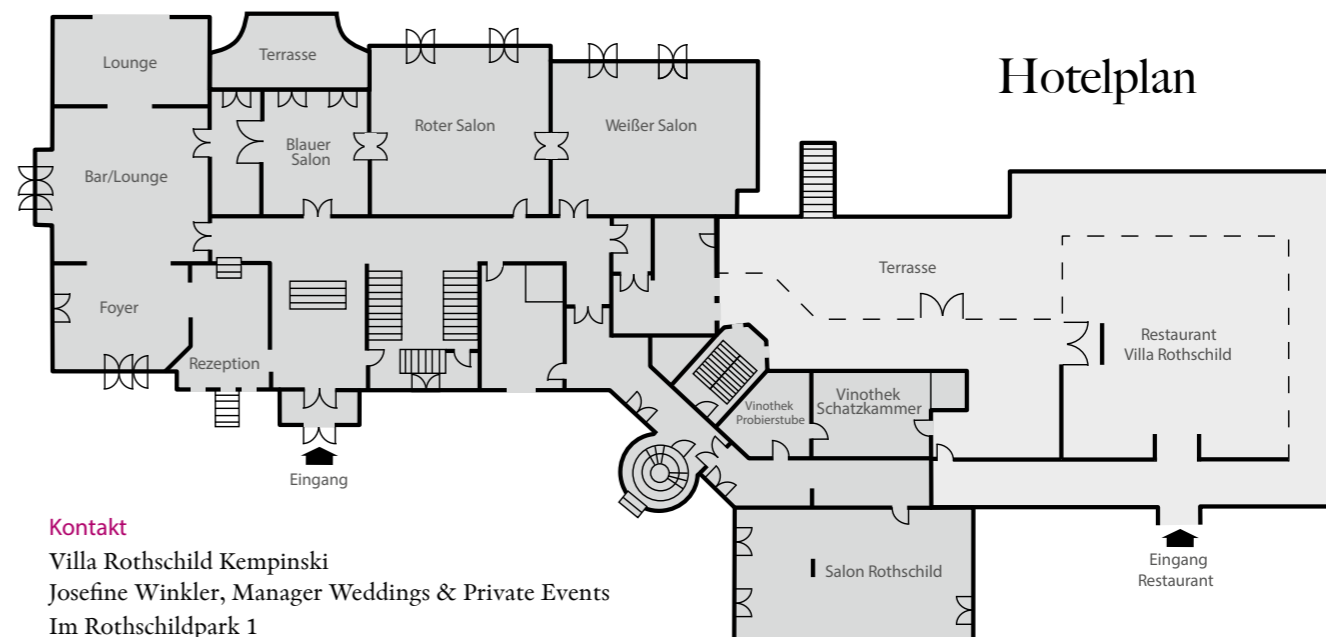 Hotelplan
Lounge
Terrasse
Roter Salon
Weißer Salon
Blauer
Salon
Bar/Lounge
Terrasse
Foyer
Rezeption
Restaurant
Villa Rothschild
Vinothek
Probierstube
Vinothek
Schatzkammer
Eingang
Salon Rothschild
Eingang
Restaurant
Kontakt
Villa Rothschild Kempinski
Josefine Winkler, Manager Weddings & Private Events
Im Rothschildpark 1